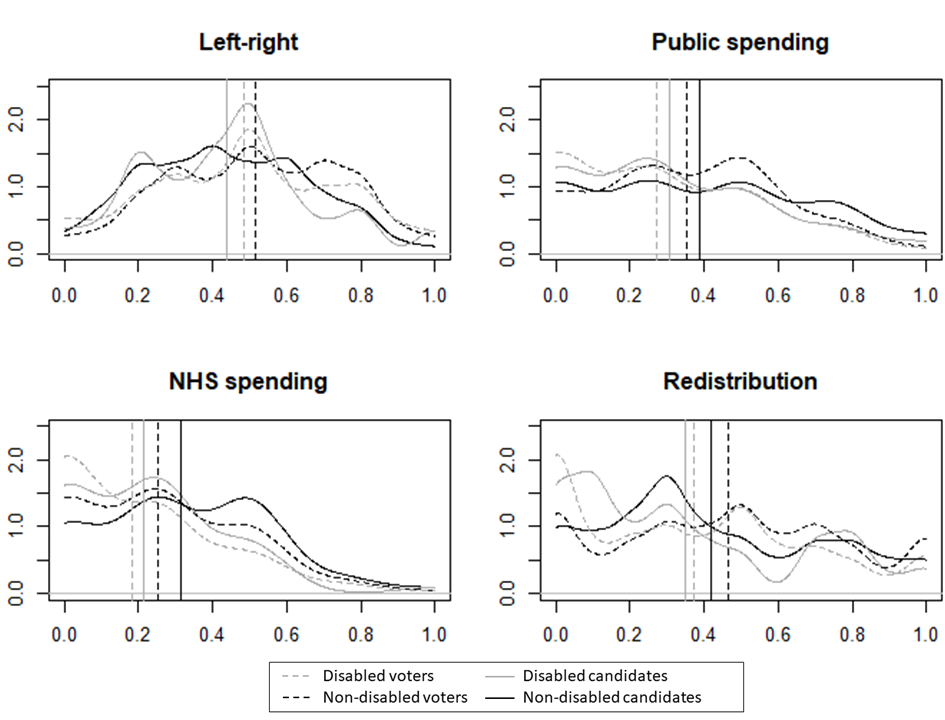 Left-right
Public spending
0.0 1.0 2.0
0.0 1.0 2.0
0.0 0.2 0.4 0.6 0.8 1.0
0.0 0.2 0.4 0.6 0.8 1.0
NHS spending
Redistribution
0.0 1.0 2.0
0.0 1.0 2.0
0.0 0.2 0.4 0.6 0.8 1.0
0.0 0.2 0.4 0.6 0.8 1.0
Disabled voters Disabled candidates
Non-disabled voters Non-disabled candidates